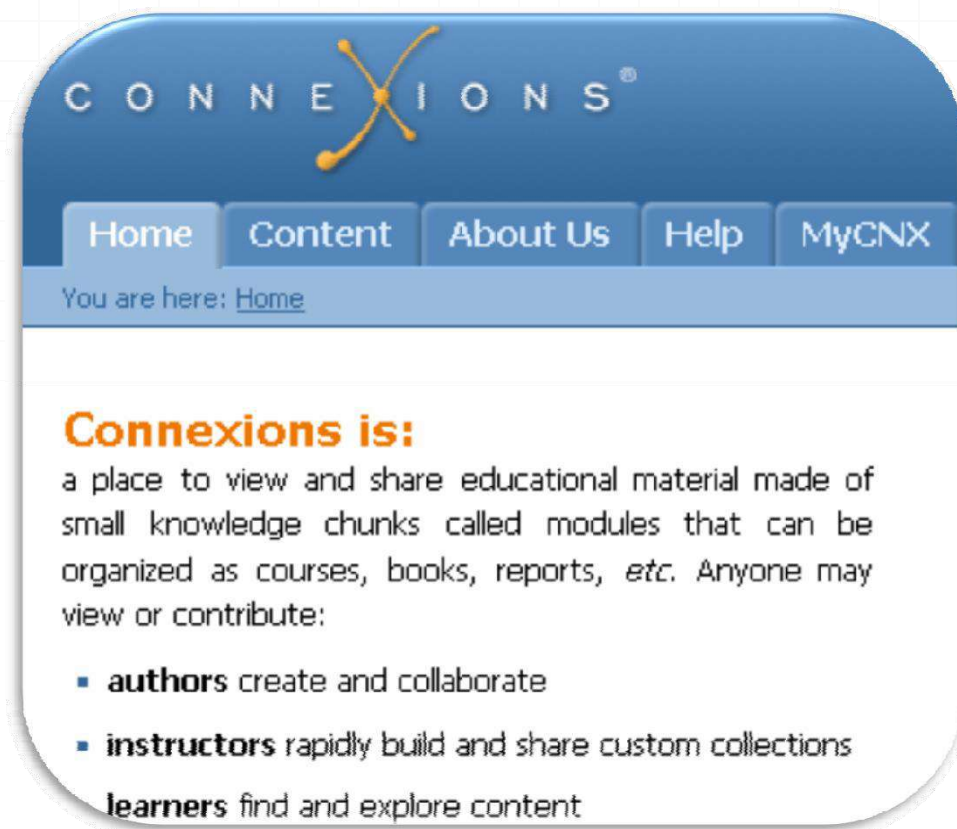 CONNEXIONS®
Home Content About Us Help MyCNX
You are here: Home
Connexions is:
a place to view and share educational material made of
small knowledge chunks called modules that can be
organized as courses, books, reports, etc. Anyone may
view or contribute:
▪ authors create and collaborate
▪ instructors rapidly build and share custom collections
learners find and explore content